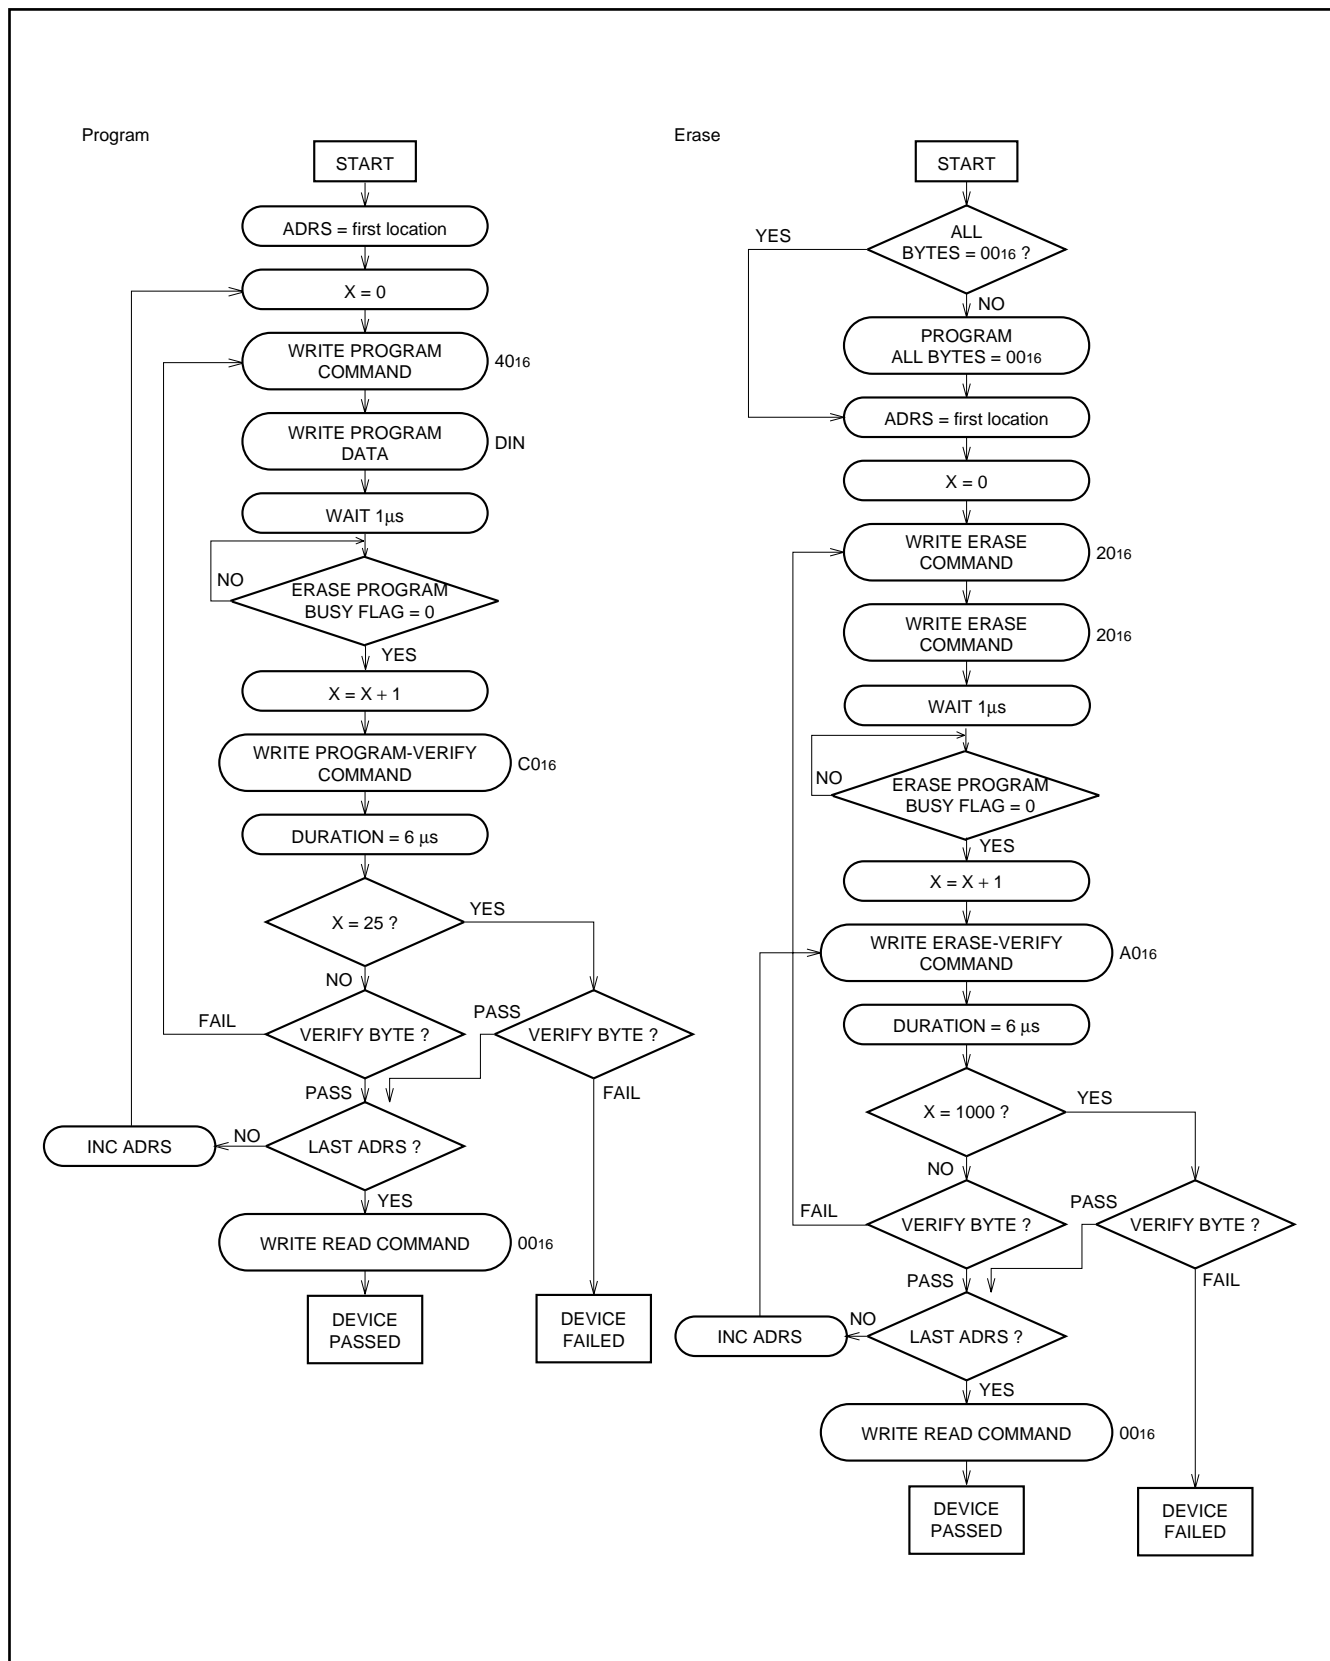 Program
START
ADRS = first location
X = 0
WRITE PROGRAM
COMMAND
4016
WRITE PROGRAM
DATA
DIN
WAIT 1µs
NO
ERASE PROGRAM
BUSY FLAG = 0
YES
X = X + 1
WRITE PROGRAM-VERIFY
COMMAND
C016
DURATION = 6 µs
X = 25 ?
YES
NO
FAIL
VERIFY BYTE ?
PASS
VERIFY BYTE ?
PASS
FAIL
INC ADRS
NO
LAST ADRS ?
YES
WRITE READ COMMAND
0016
DEVICE
PASSED
DEVICE
FAILED
Erase
START
YES
ALL
BYTES = 0016 ?
NO
PROGRAM
ALL BYTES = 0016
ADRS = first location
X = 0
WRITE ERASE
COMMAND
2016
WRITE ERASE
COMMAND
2016
WAIT 1µs
NO
ERASE PROGRAM
BUSY FLAG = 0
YES
X = X + 1
WRITE ERASE-VERIFY
COMMAND
A016
DURATION = 6 µs
X = 1000 ?
YES
NO
FAIL
VERIFY BYTE ?
PASS
VERIFY BYTE ?
PASS
FAIL
INC ADRS
NO
LAST ADRS ?
YES
WRITE READ COMMAND
0016
DEVICE
PASSED
DEVICE
FAILED